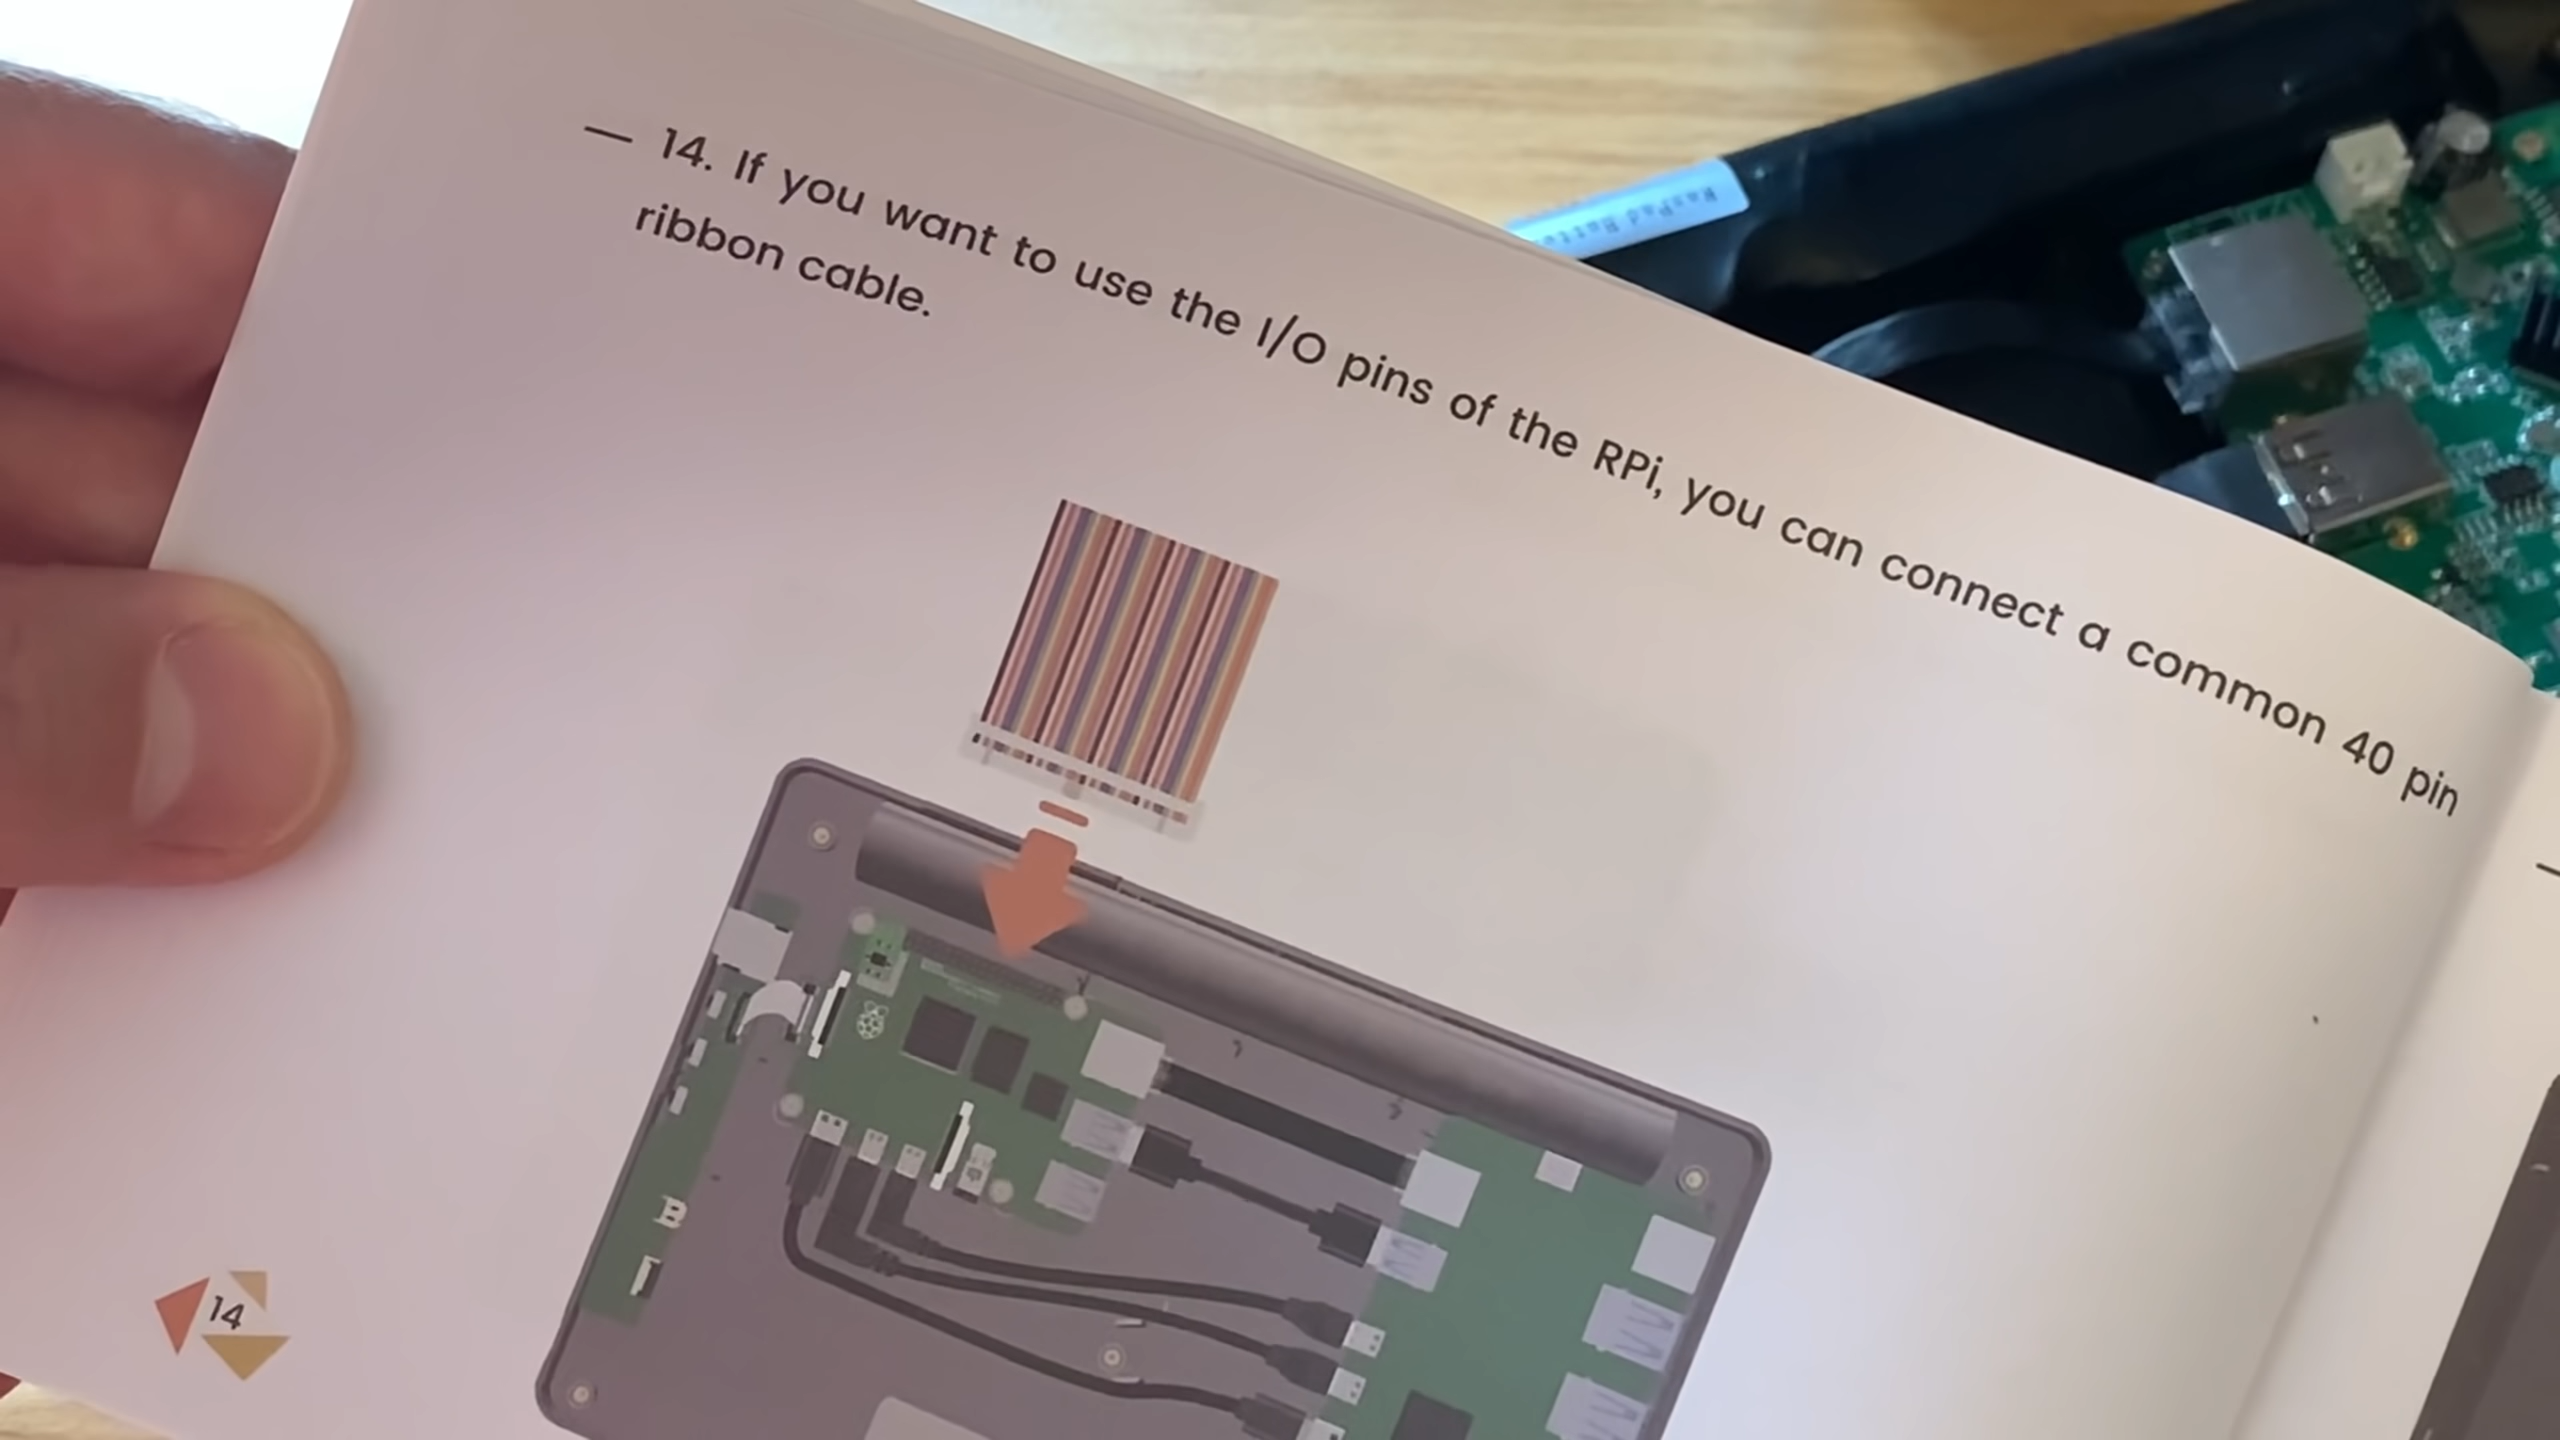 — 14. If you want to use the I/O pins of the RPi, you can connect a common 40 pin
ribbon cable.
14